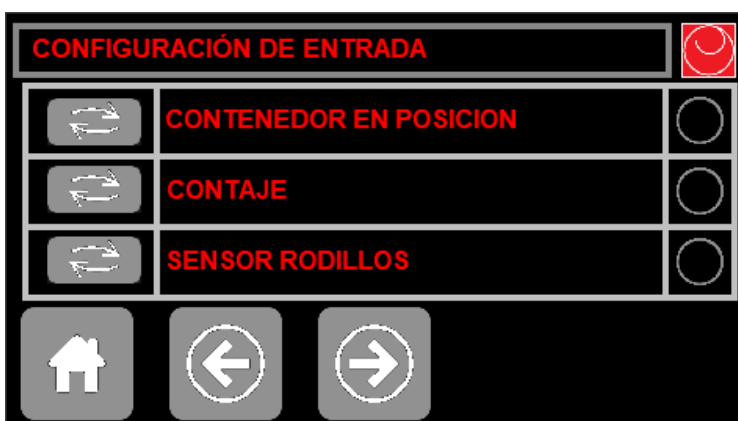 CONFIGURACIÓN DE ENTRADA
CONTENEDOR EN POSICION
CONTAJE
SENSOR RODILLOS